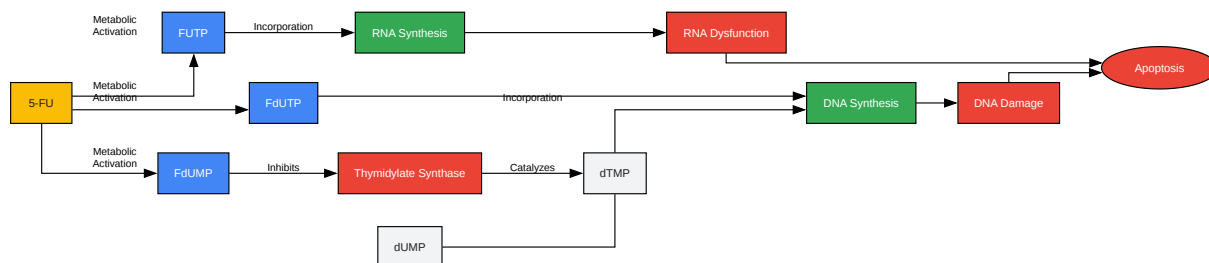 Metabolic
Activation
FUTP
Incorporation
RNA Synthesis
RNA Dysfunction
Apoptosis
5-FU
Metabolic
Activation
FdUTP
Incorporation
DNA Synthesis
DNA Damage
Metabolic
Activation
FdUMP
Inhibits
Thymidylate Synthase
Catalyzes
dTMP
dUMP